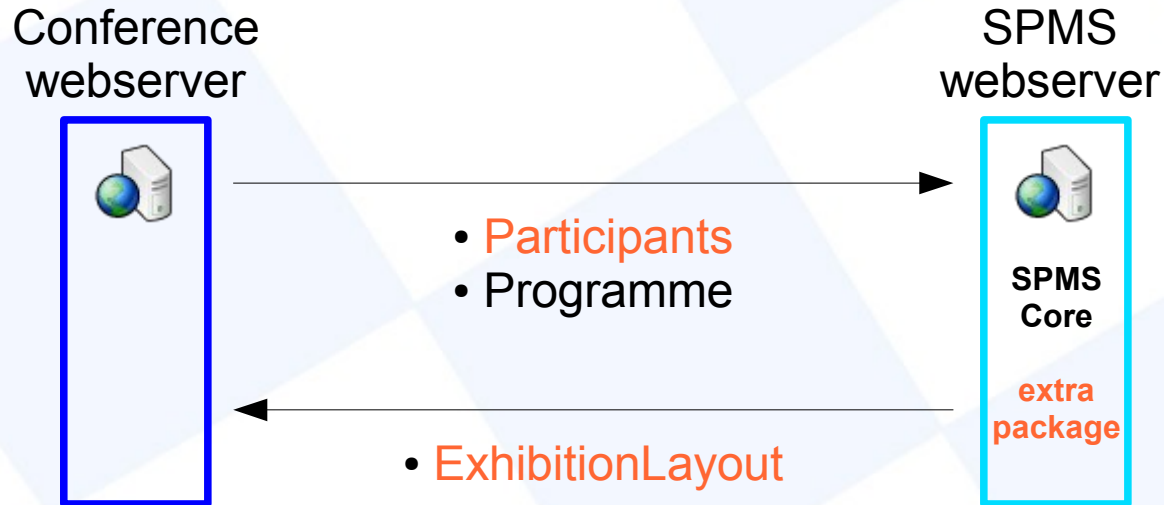 Conference
webserver
SPMS
webserver
• Participants
• Programme
SPMS
Core
extra
package
• ExhibitionLayout